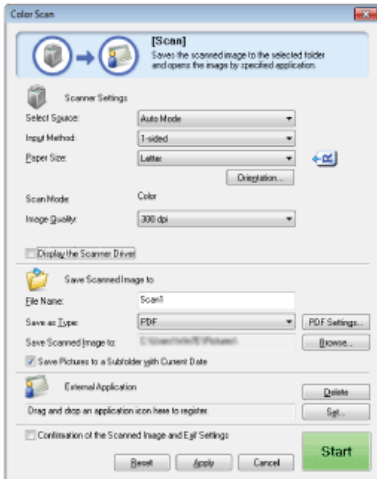 Color Scan
[Scan]
Saves the scanned image to the selected folder
and opens the image by specified application.
Scanner Settings
Select Source: Auto Mode
Input Method: 1-sided
Paper Size: Letter
Orientation...
Scan Mode: Color
Image Quality: 300 dpi
Display the Scanner Driver
Save Scanned Image to
File Name: Scan1
Save as Type: PDF PDF Settings...
Save Scanned Image to: Browse...
Save Pictures to a Subfolder with Current Date
External Application Delete
Drag and drop an application icon here to register. Set...
Confirmation of the Scanned Image and Exif Settings
Start
Reset Apply Cancel